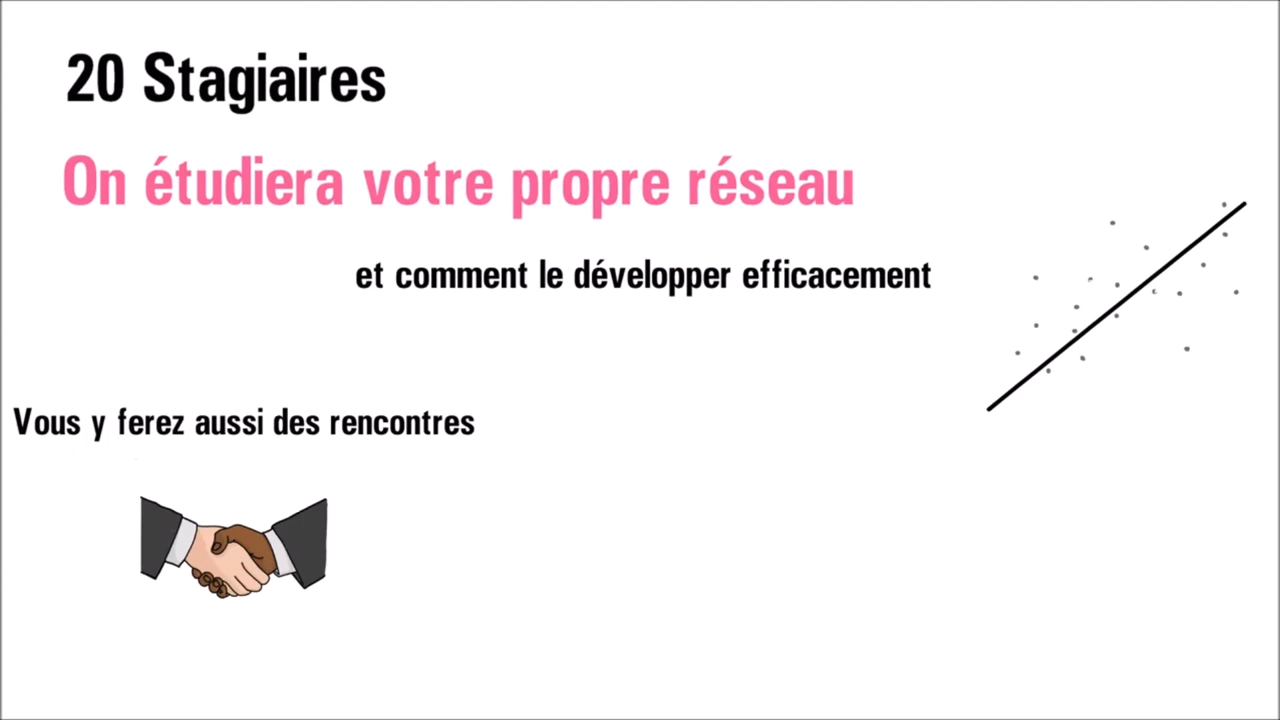 20 Stagiaires
On étudiera votre propre réseau
et comment le développer efficacement
Vous y ferez aussi des rencontres